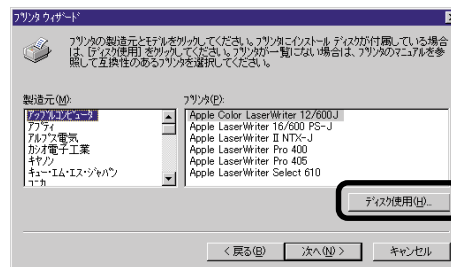 プリンタ ウィザード
プリンタの製造元とモデルをクリックしてください。プリンタにインストール ディスクが付属している場合
は、[ディスク使用] をクリックしてください。プリンタが一覧にない場合は、プリンタのマニュアルを参
照して互換性のあるプリンタを選択してください。
製造元(M):
アップルコンピュータ
アプティ
アルプス電気
カシオ電子工業
キヤノン
キュー・エム・エス・ジャパン
コニカ
プリンタ(P):
Apple Color LaserWriter 12/600J
Apple LaserWriter 16/600 PS-J
Apple LaserWriter II NTX-J
Apple LaserWriter Pro 400
Apple LaserWriter Pro 405
Apple LaserWriter Select 610
ディスク使用(H)...
< 戻る(B)
次へ(N) >
キャンセル